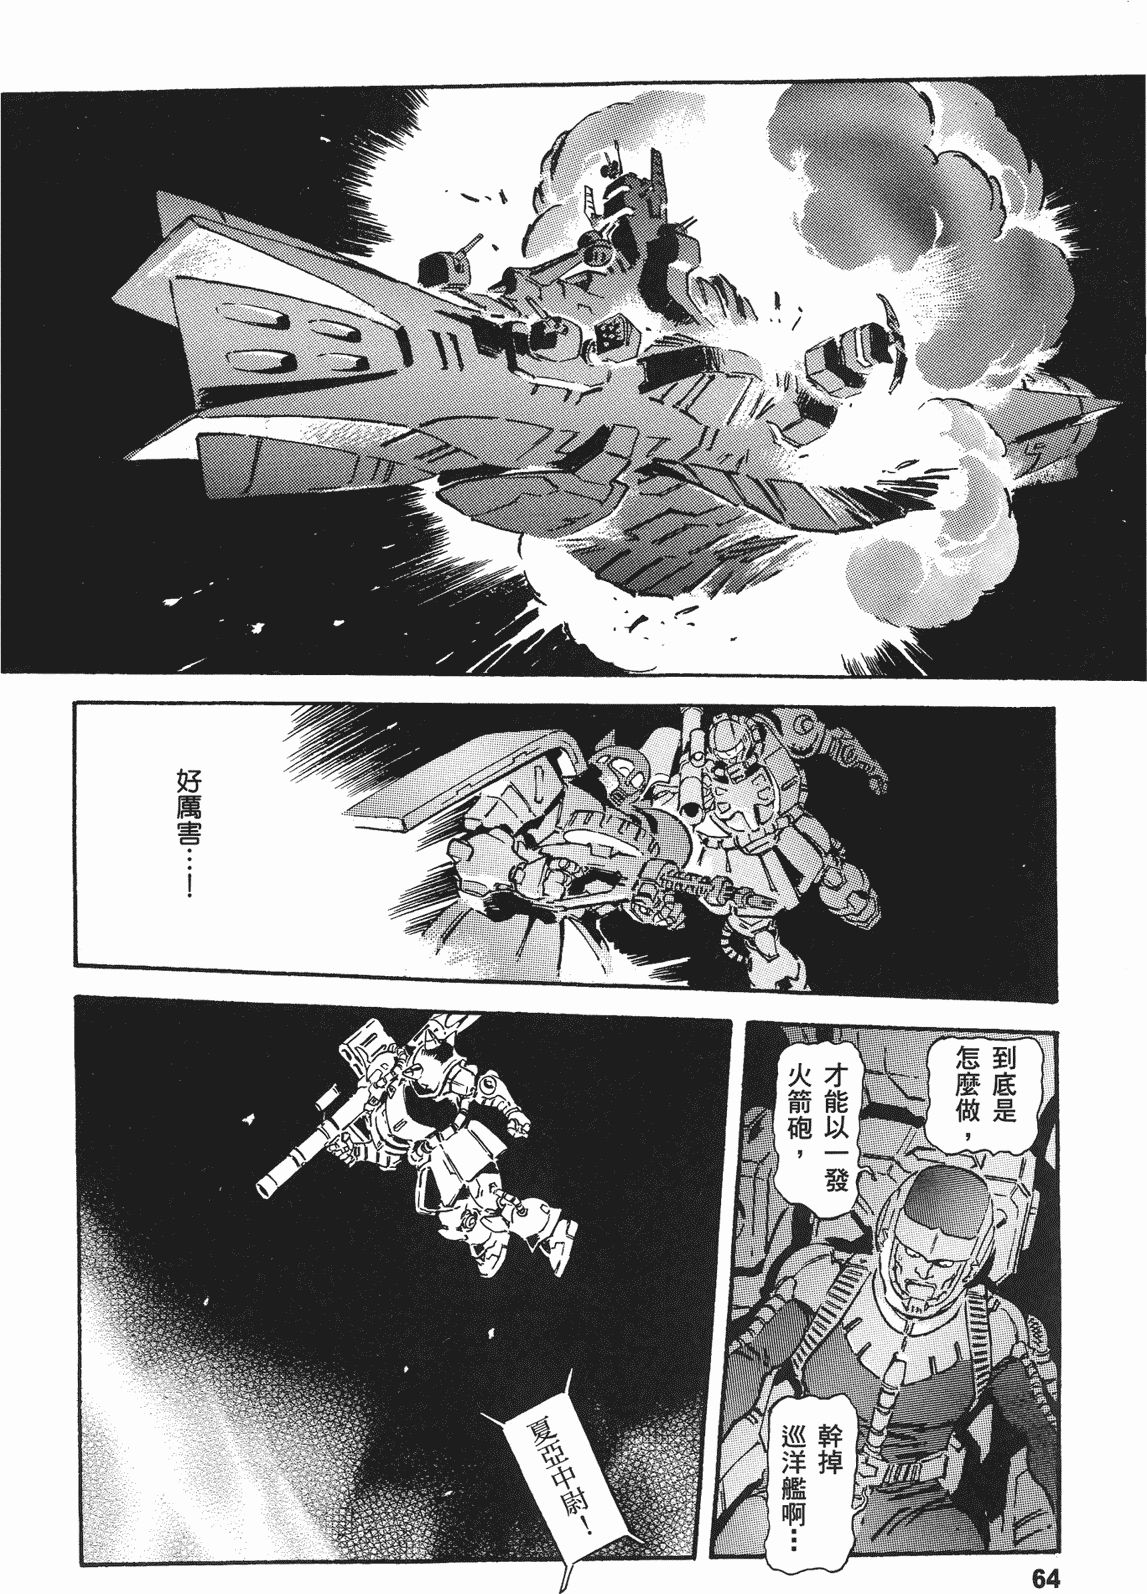 好厲害…！
到底是
怎麼做，
才能以一發
火箭砲，
幹掉
巡洋艦啊…
夏亞中尉！
64